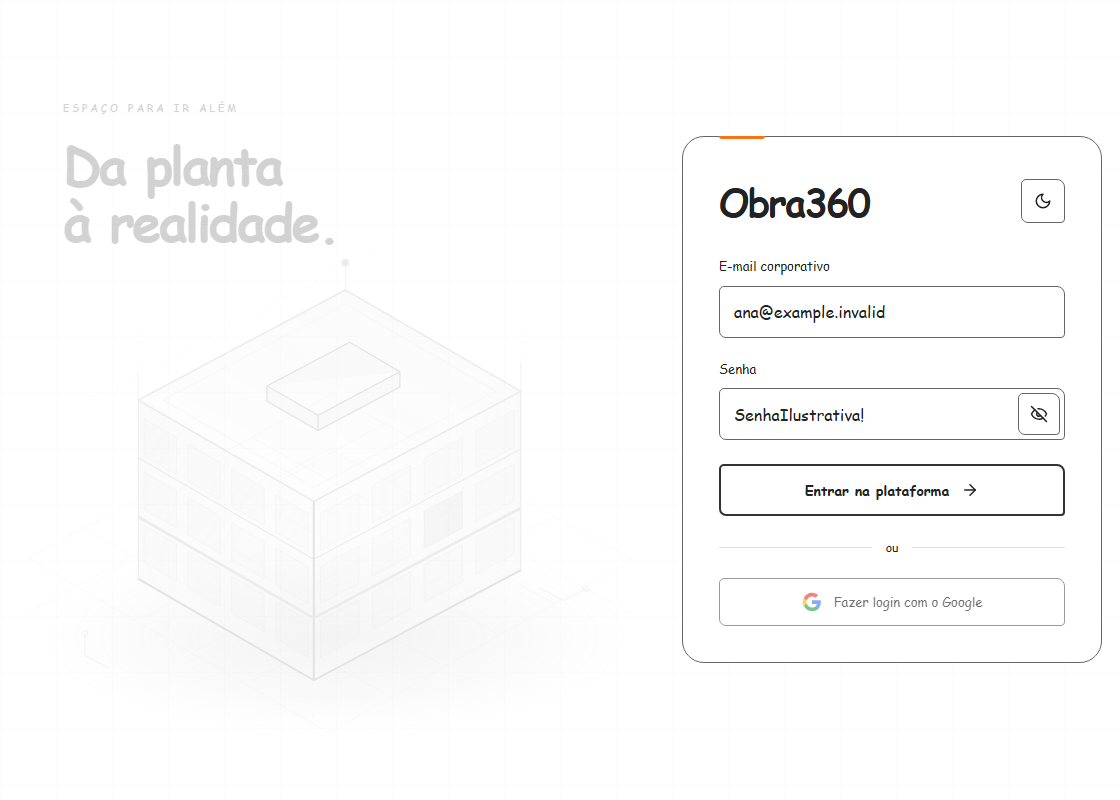 ESPAÇO PARA IR ALÉM
Da planta
à realidade.
Obra360
E-mail corporativo
ana@example.invalid
Senha
SenhaIlustrativa!
Entrar na plataforma
ou
Fazer login com o Google